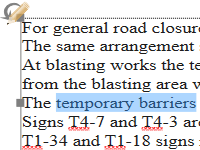 For general road closure
The same arrangement
At blasting works the te
from the blasting area w
The temporary barriers
Signs T4-7 and T4-3 are
T1-34 and T1-18 signs